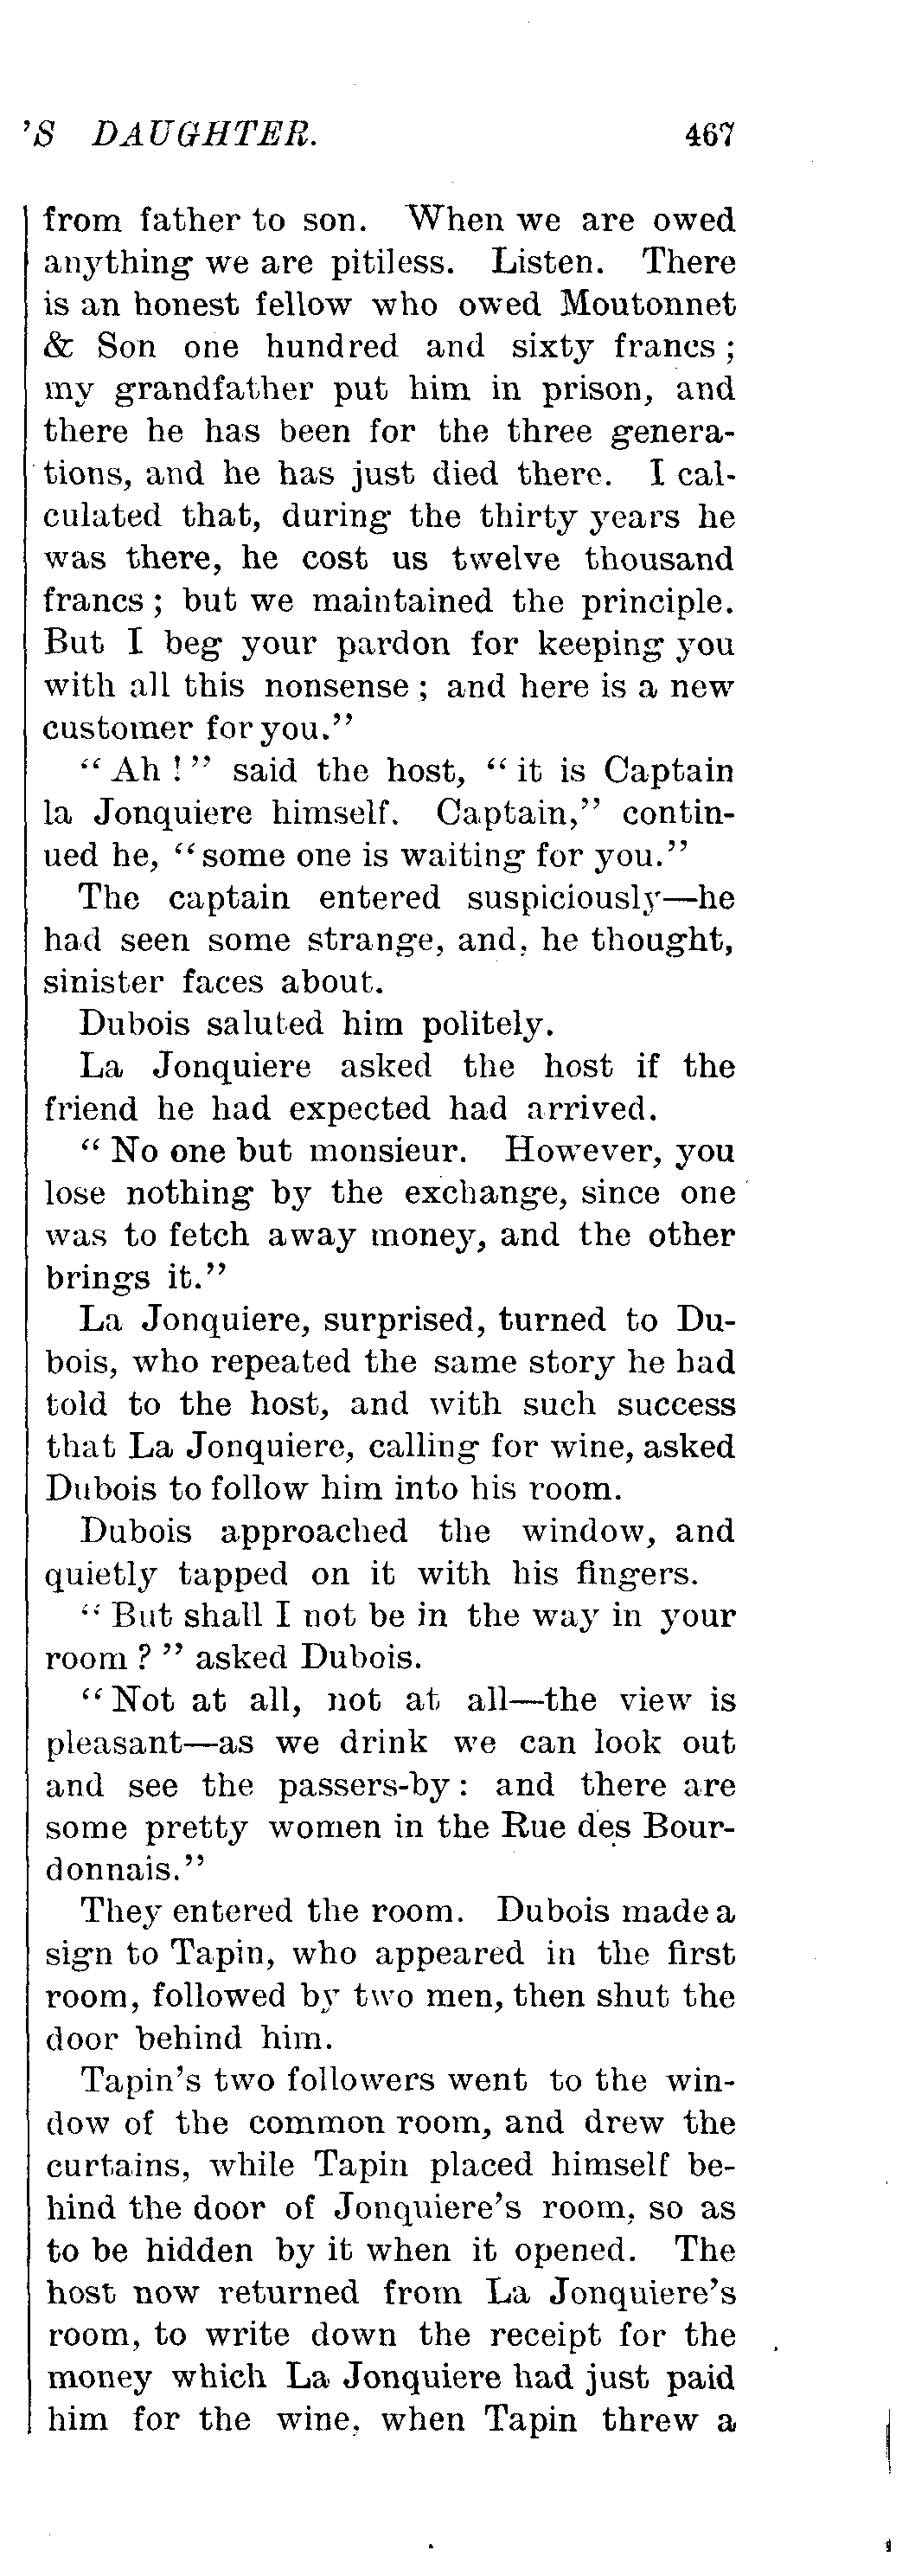 'S DAUGHTER. 467
from father to son. When we are owed
anything we are pitiless. Listen. There
is an honest fellow who owed Moutonnet
& Son one hundred and sixty francs ;
my grandfather put him in prison, and
there he has been for the three genera-
tions, and he has just died there. I cal-
culated that, during the thirty years he
was there, he cost us twelve thousand
francs ; but we maintained the principle.
But I beg your pardon for keeping you
with all this nonsense ; and here is a new
customer for you."
"Ah !" said the host, "it is Captain
la Jonquiere himself. Captain," contin-
ued he, "some one is waiting for you."
The captain entered suspiciously—he
had seen some strange, and, he thought,
sinister faces about.
Dubois saluted him politely.
La Jonquiere asked the host if the
friend he had expected had arrived.
"No one but monsieur. However, you
lose nothing by the exchange, since one
was to fetch away money, and the other
brings it."
La Jonquiere, surprised, turned to Du-
bois, who repeated the same story he had
told to the host, and with such success
that La Jonquiere, calling for wine, asked
Dubois to follow him into his room.
Dubois approached the window, and
quietly tapped on it with his fingers.
"But shall I not be in the way in your
room ?" asked Dubois.
"Not at all, not at all—the view is
pleasant—as we drink we can look out
and see the passers-by : and there are
some pretty women in the Rue des Bour-
donnais."
They entered the room. Dubois made a
sign to Tapin, who appeared in the first
room, followed by two men, then shut the
door behind him.
Tapin's two followers went to the win-
dow of the common room, and drew the
curtains, while Tapin placed himself be-
hind the door of Jonquiere's room, so as
to be hidden by it when it opened. The
host now returned from La Jonquiere's
room, to write down the receipt for the
money which La Jonquiere had just paid
him for the wine, when Tapin threw a